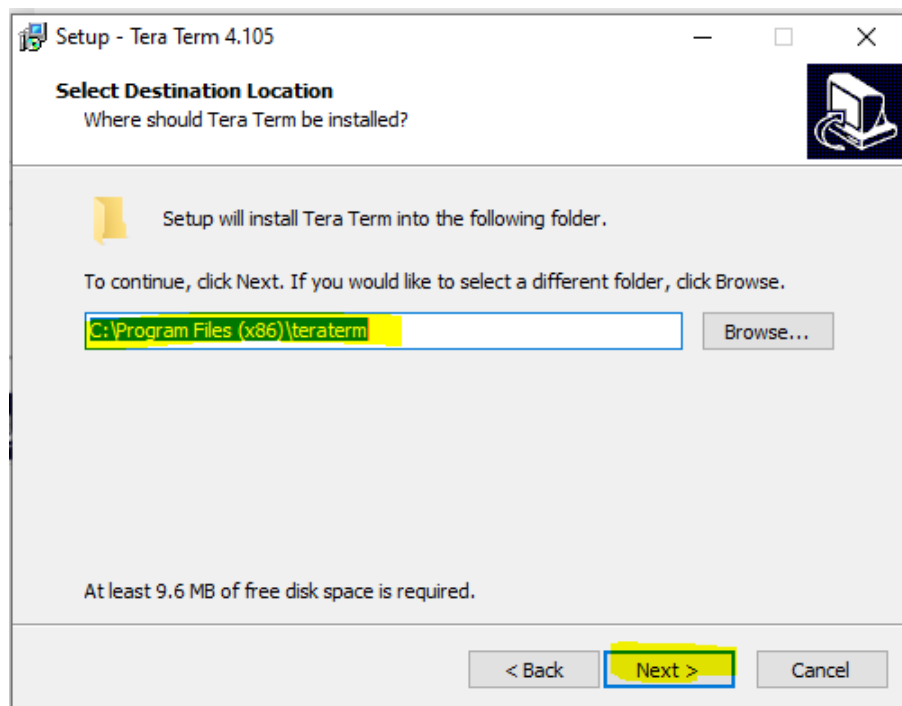 Setup - Tera Term 4.105
Select Destination Location
Where should Tera Term be installed?
Setup will install Tera Term into the following folder.
To continue, click Next. If you would like to select a different folder, click Browse.
C:\Program Files (x86)\teraterm
Browse...
At least 9.6 MB of free disk space is required.
< Back Next > Cancel